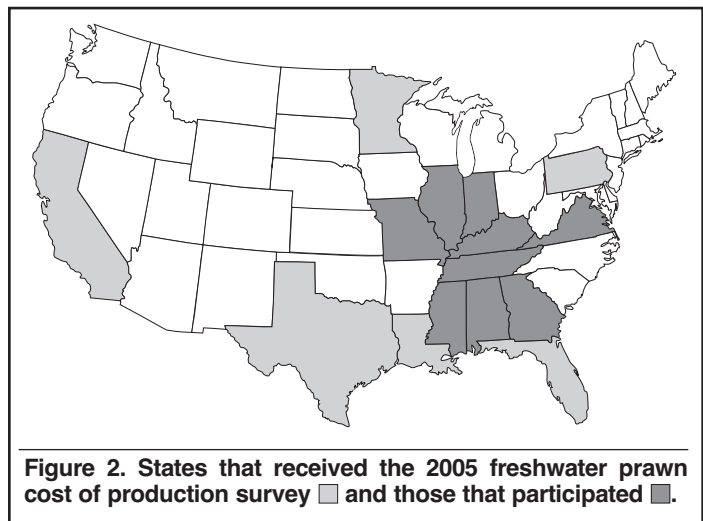 Figure 2. States that received the 2005 freshwater prawn
cost of production survey and those that participated .